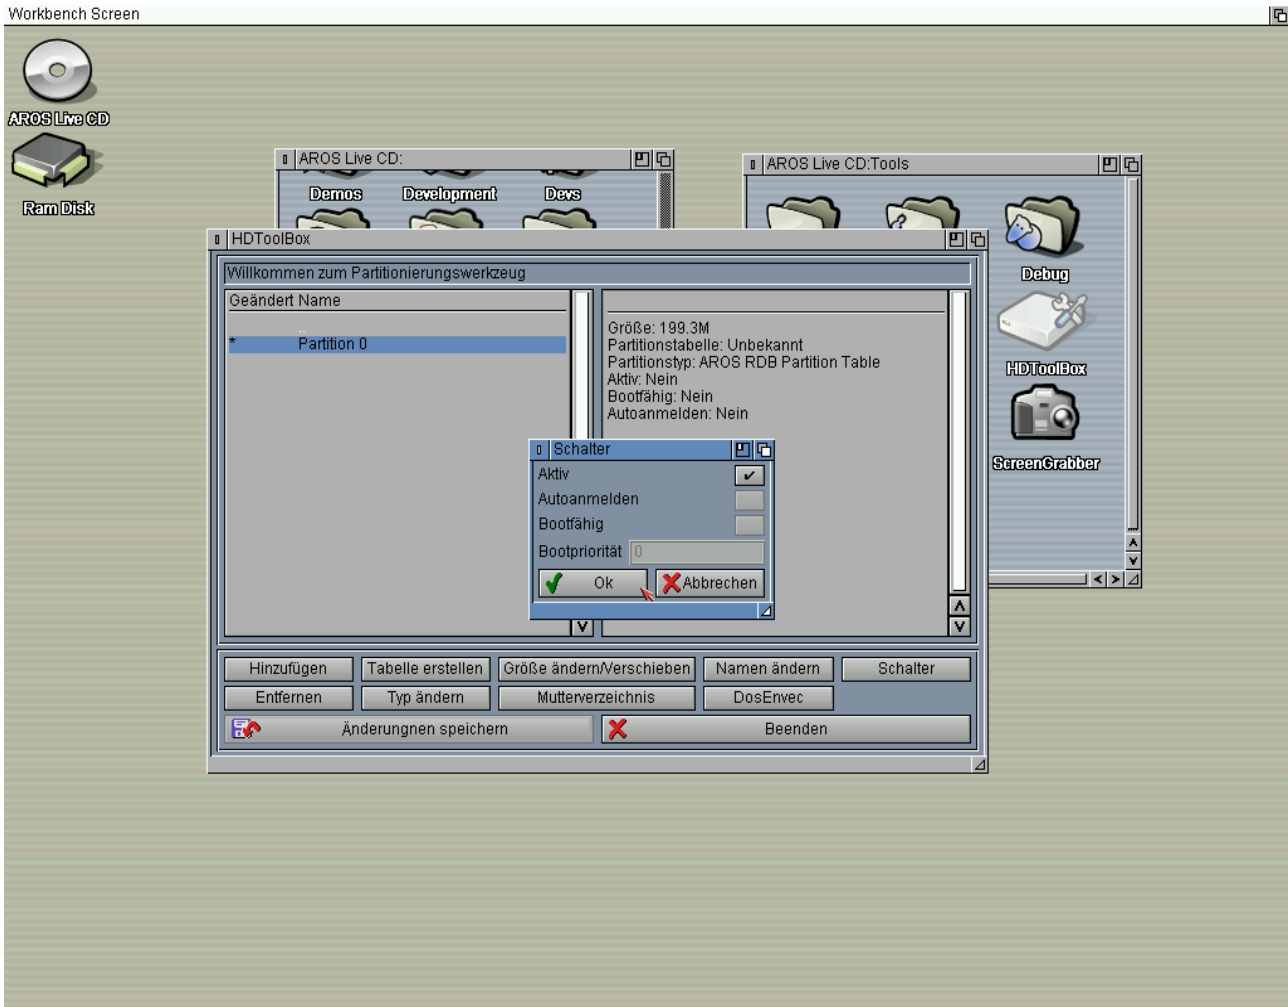 Workbench Screen
AROS Live CD
Ram Disk
AROS Live CD:
Demos Development Devs
AROS Live CD:Tools
Debug
HDToolBox
ScreenGrabber
HDToolBox
Willkommen zum Partitionierungswerkzeug
Geändert Name
..
* Partition 0
Größe: 199.3M
Partitionstabelle: Unbekannt
Partitionstyp: AROS RDB Partition Table
Aktiv: Nein
Bootfähig: Nein
Autoanmelden: Nein
Schalter
Aktiv
Autoanmelden
Bootfähig
Bootpriorität 0
Ok Abbrechen
Hinzufügen Tabelle erstellen Größe ändern/Verschieben Namen ändern Schalter
Entfernen Typ ändern Mutterverzeichnis DosEnvec
Änderungnen speichern Beenden